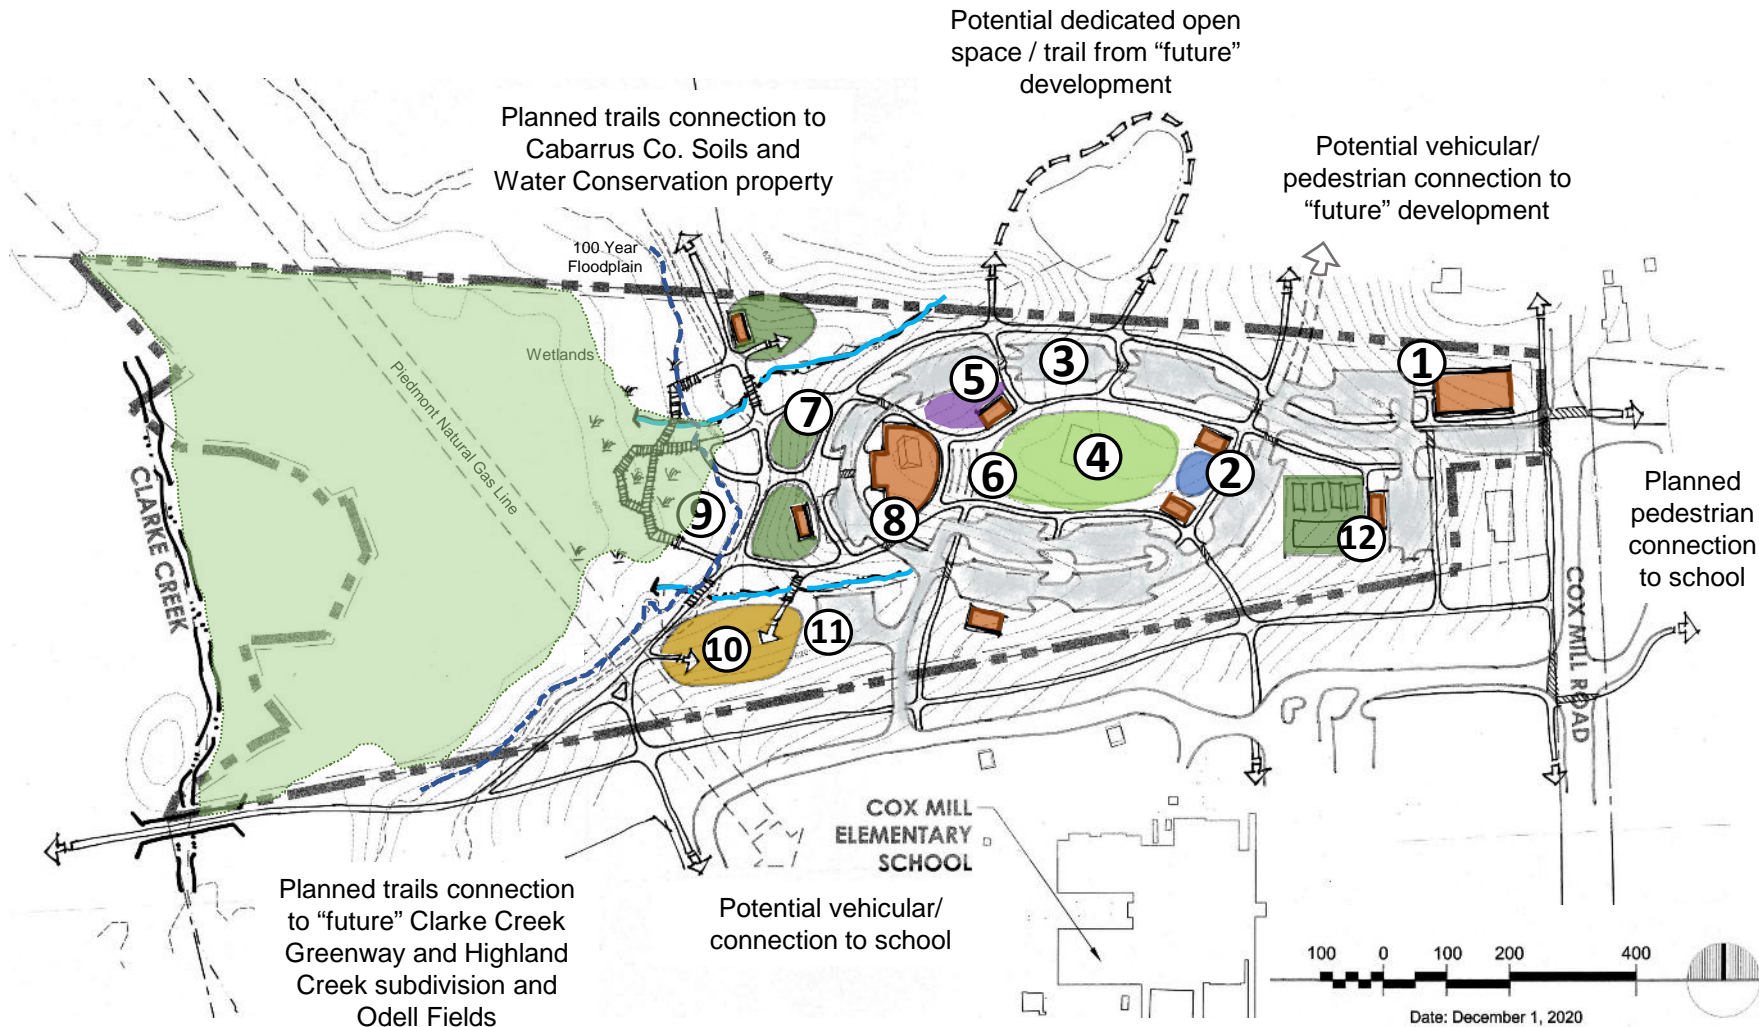 Potential dedicated open
space / trail from “future”
development
Planned trails connection to
Cabarrus Co. Soils and
Water Conservation property
Potential vehicular/
pedestrian connection to
“future” development
100 Year
Floodplain
Wetlands
Piedmont Natural Gas Line
CLARKE CREEK
1
2
3
4
5
6
7
8
9
10
11
12
Planned
pedestrian
connection
to school
COX MILL ROAD
COX MILL
ELEMENTARY
SCHOOL
Planned trails connection
to “future” Clarke Creek
Greenway and Highland
Creek subdivision and
Odell Fields
Potential vehicular/
connection to school
100 0 100 200 400
Date: December 1, 2020